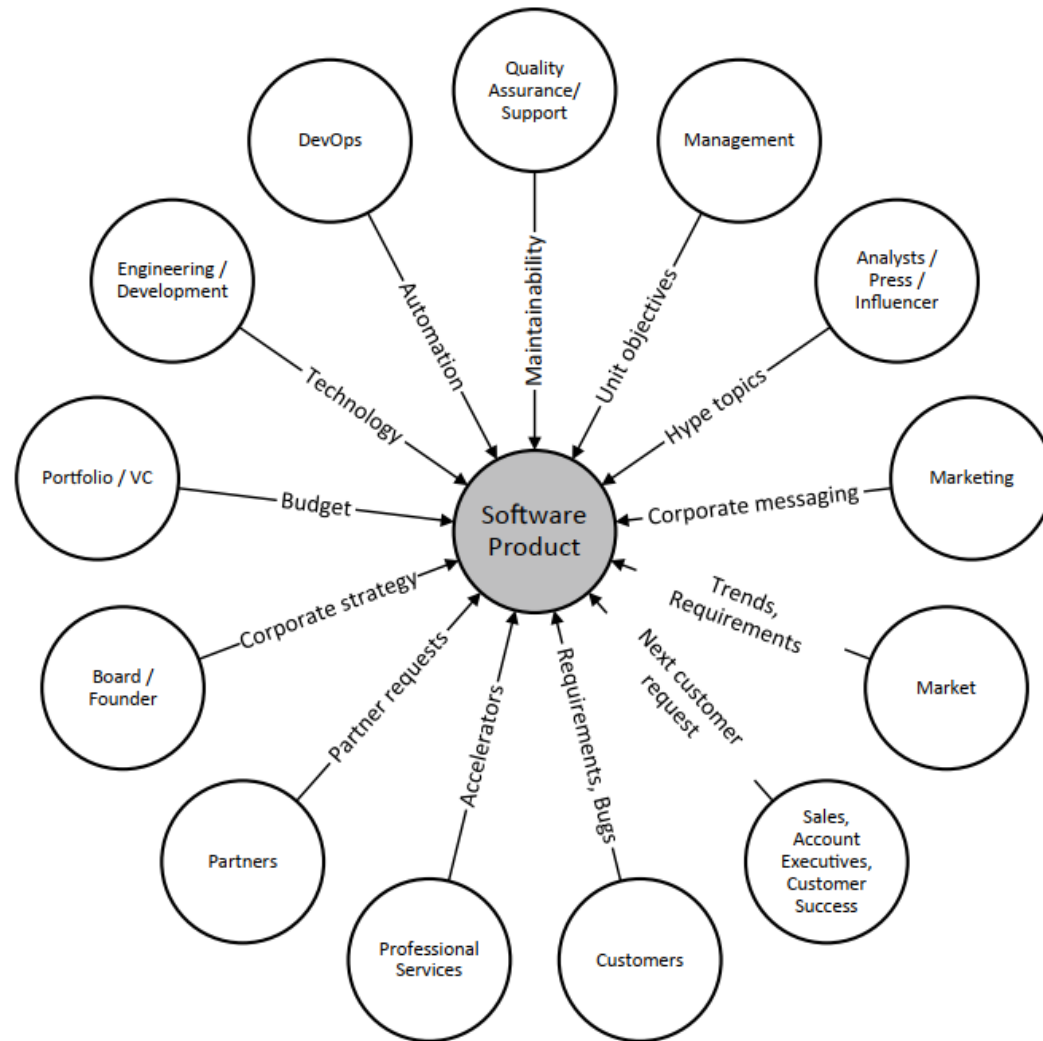 Quality
Assurance/
Support
DevOps
Management
Engineering /
Development
Analysts /
Press /
Influencer
Automation
Maintainability
Unit objectives
Technology
Hype topics
Portfolio / VC
Budget
Software
Product
Corporate messaging
Marketing
Corporate strategy
Trends,
Requirements
Board /
Founder
Partner requests
Accelerators
Requirements, Bugs
Next customer
request
Market
Partners
Professional
Services
Customers
Sales,
Account
Executives,
Customer
Success